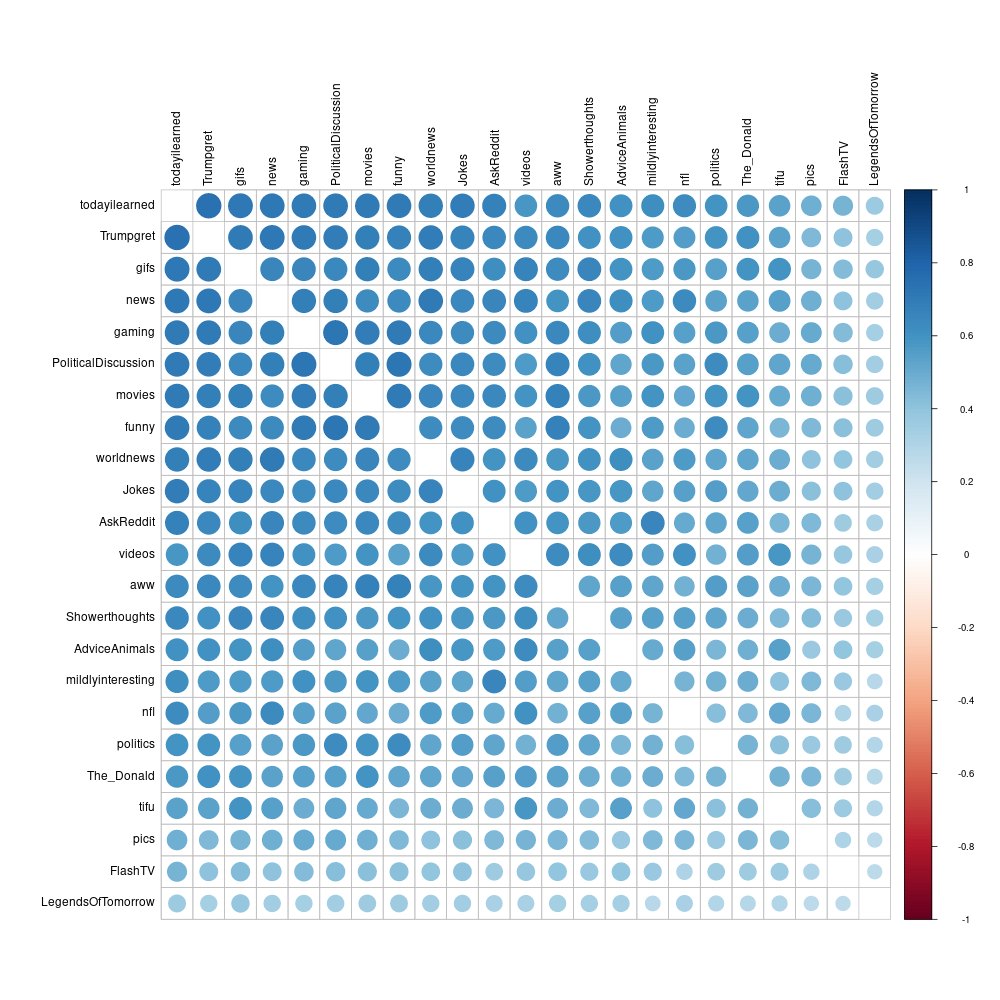 todayilearned
Trumpgret
gifs
news
gaming
PoliticalDiscussion
movies
funny
worldnews
Jokes
AskReddit
videos
aww
Showerthoughts
AdviceAnimals
mildlyinteresting
nfl
politics
The_Donald
tifu
pics
FlashTV
LegendsOfTomorrow
todayilearned
Trumpgret
gifs
news
gaming
PoliticalDiscussion
movies
funny
worldnews
Jokes
AskReddit
videos
aww
Showerthoughts
AdviceAnimals
mildlyinteresting
nfl
politics
The_Donald
tifu
pics
FlashTV
LegendsOfTomorrow
1
0.8
0.6
0.4
0.2
0
-0.2
-0.4
-0.6
-0.8
-1